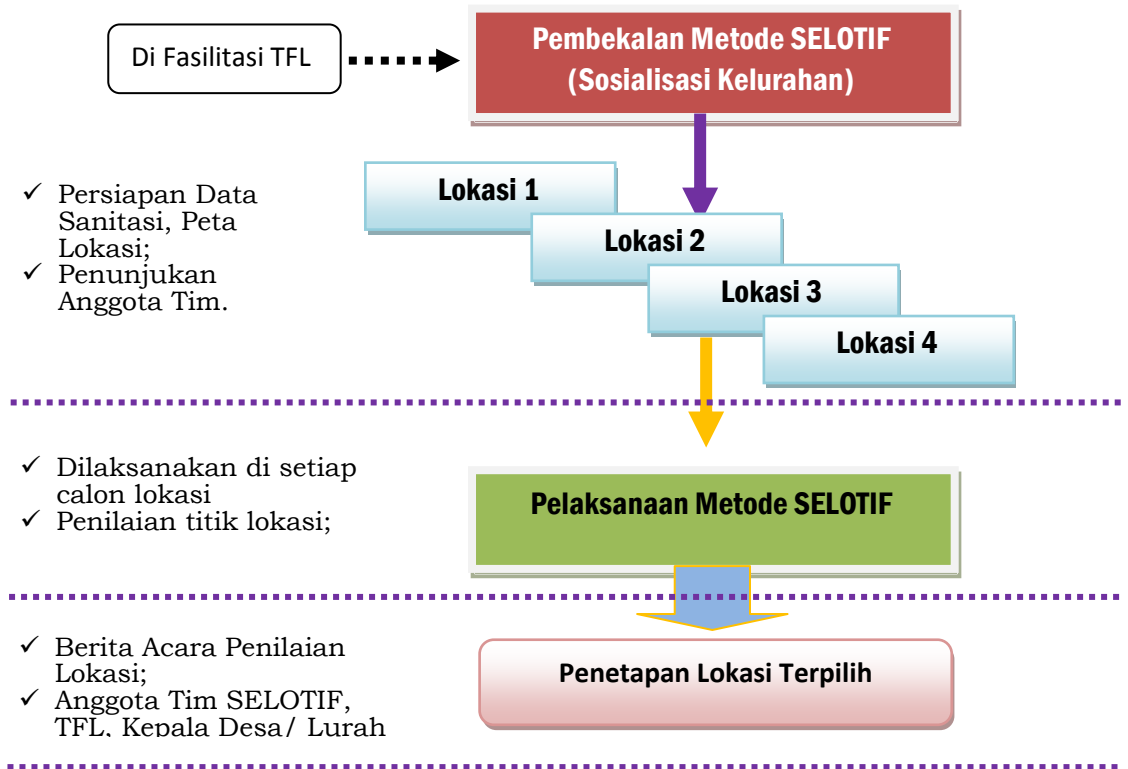 Di Fasilitasi TFL
Pembekalan Metode SELOTIF
(Sosialisasi Kelurahan)
✓ Persiapan Data
Sanitasi, Peta
Lokasi;
✓ Penunjukan
Anggota Tim.
Lokasi 1
Lokasi 2
Lokasi 3
Lokasi 4
✓ Dilaksanakan di setiap
calon lokasi
✓ Penilaian titik lokasi;
Pelaksanaan Metode SELOTIF
✓ Berita Acara Penilaian
Lokasi;
✓ Anggota Tim SELOTIF,
TFL, Kepala Desa/ Lurah
Penetapan Lokasi Terpilih